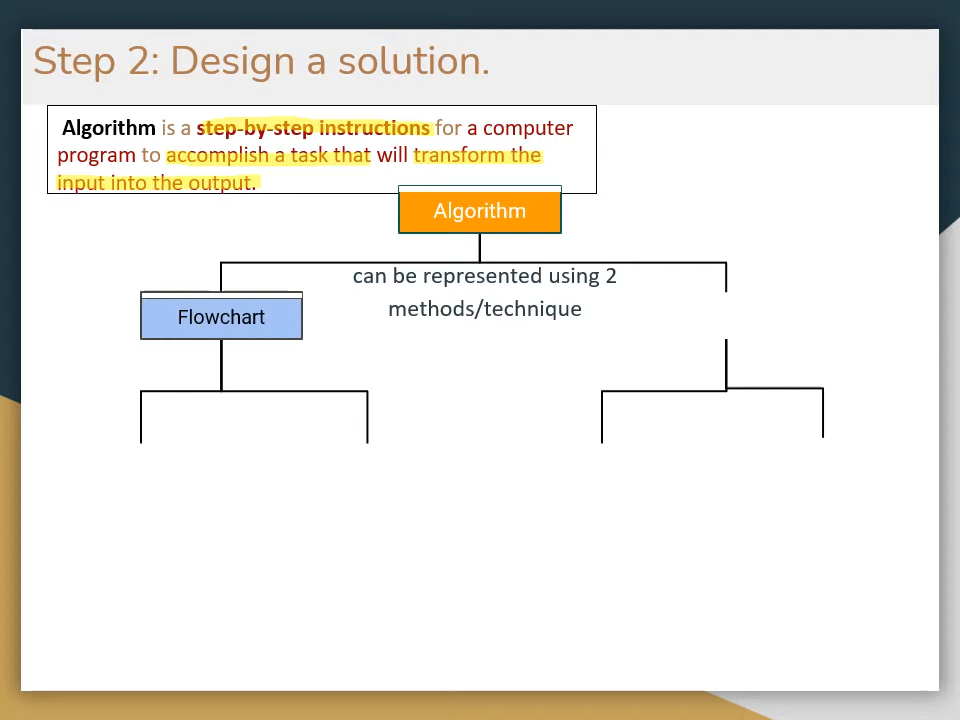 Step 2: Design a solution.
Algorithm is a step-by-step instructions for a computer
program to accomplish a task that will transform the
input into the output.
Algorithm
can be represented using 2
methods/technique
Flowchart